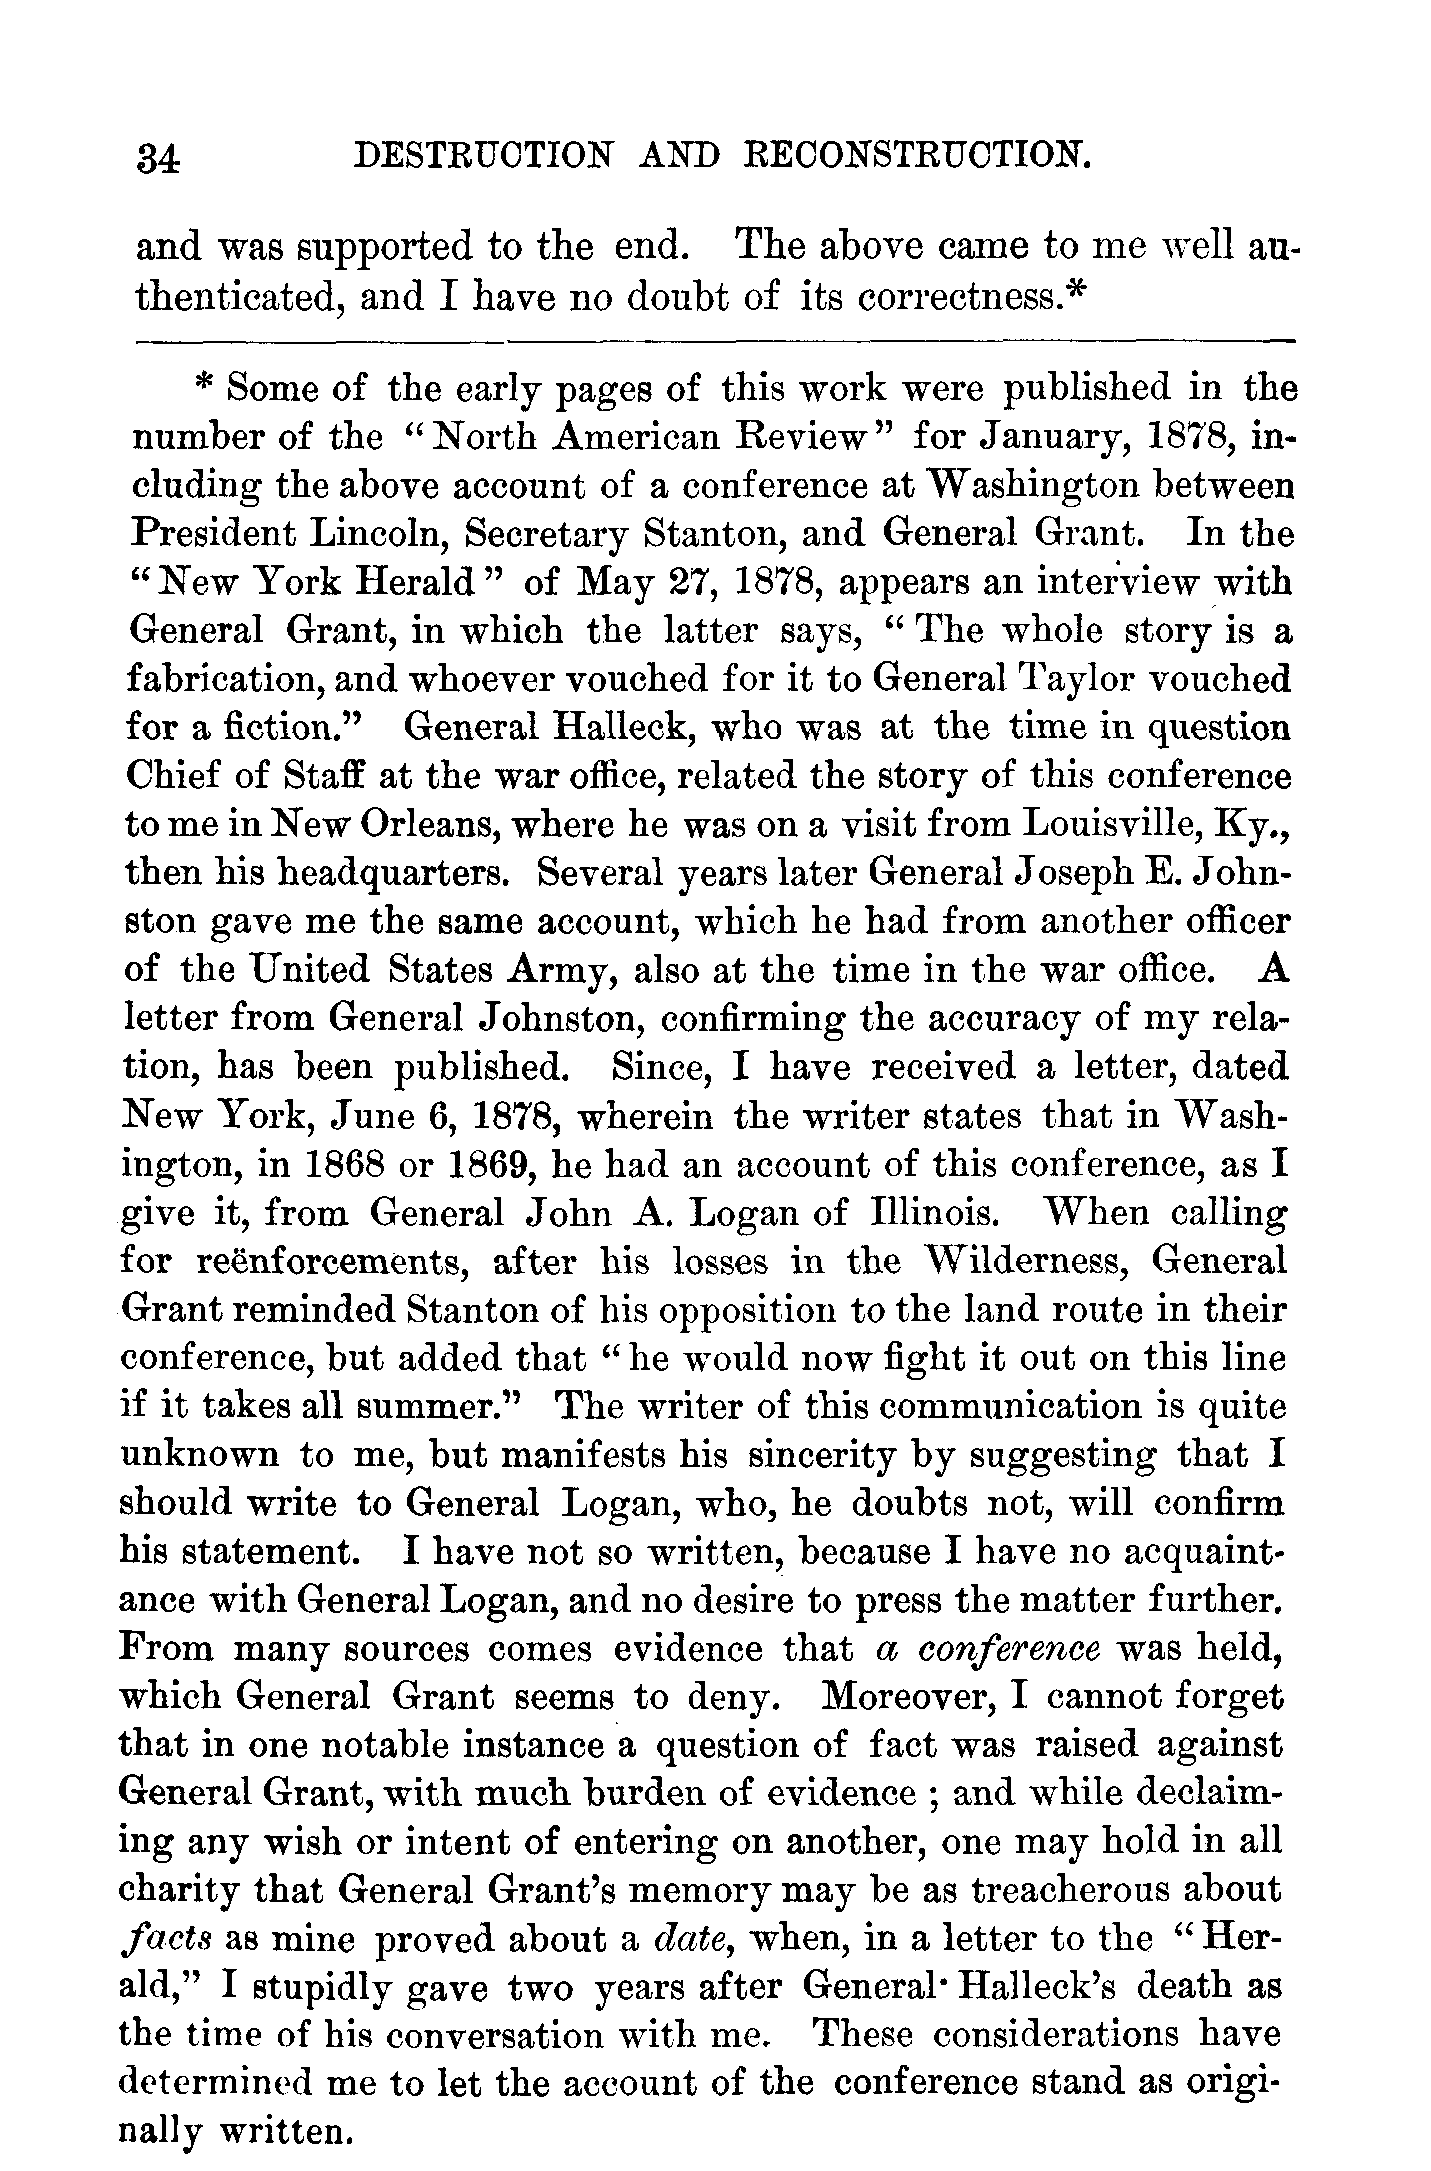 34 DESTRUCTION AND RECONSTRUCTION.
and was supported to the end. The above came to me well au-
thenticated, and I have no doubt of its correctness.*
* Some of the early pages of this work were published in the
number of the “North American Review” for January, 1878, in-
cluding the above account of a conference at Washington between
President Lincoln, Secretary Stanton, and General Grant. In the
“New York Herald” of May 27, 1878, appears an interview with
General Grant, in which the latter says, “The whole story is a
fabrication, and whoever vouched for it to General Taylor vouched
for a fiction.” General Halleck, who was at the time in question
Chief of Staff at the war office, related the story of this conference
to me in New Orleans, where he was on a visit from Louisville, Ky.,
then his headquarters. Several years later General Joseph E. John-
ston gave me the same account, which he had from another officer
of the United States Army, also at the time in the war office. A
letter from General Johnston, confirming the accuracy of my rela-
tion, has been published. Since, I have received a letter, dated
New York, June 6, 1878, wherein the writer states that in Wash-
ington, in 1868 or 1869, he had an account of this conference, as I
give it, from General John A. Logan of Illinois. When calling
for reënforcements, after his losses in the Wilderness, General
Grant reminded Stanton of his opposition to the land route in their
conference, but added that “he would now fight it out on this line
if it takes all summer.” The writer of this communication is quite
unknown to me, but manifests his sincerity by suggesting that I
should write to General Logan, who, he doubts not, will confirm
his statement. I have not so written, because I have no acquaint-
ance with General Logan, and no desire to press the matter further.
From many sources comes evidence that a conference was held,
which General Grant seems to deny. Moreover, I cannot forget
that in one notable instance a question of fact was raised against
General Grant, with much burden of evidence ; and while declaim-
ing any wish or intent of entering on another, one may hold in all
charity that General Grant’s memory may be as treacherous about
facts as mine proved about a date, when, in a letter to the “Her-
ald,” I stupidly gave two years after General Halleck’s death as
the time of his conversation with me. These considerations have
determined me to let the account of the conference stand as origi-
nally written.